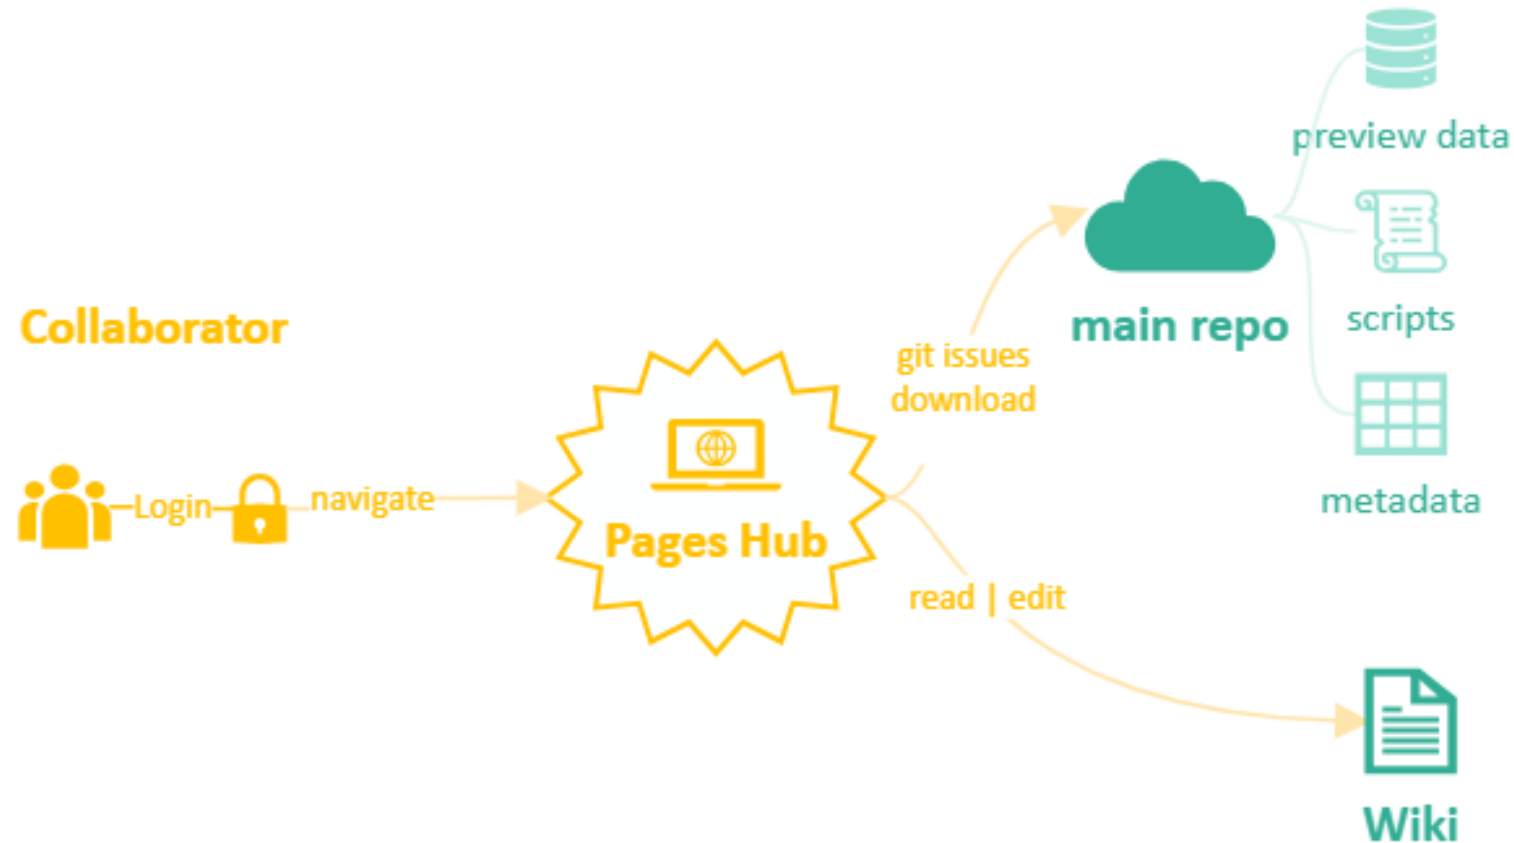 Collaborator
Login
navigate
Pages Hub
git issues
download
read | edit
main repo
preview data
scripts
metadata
Wiki